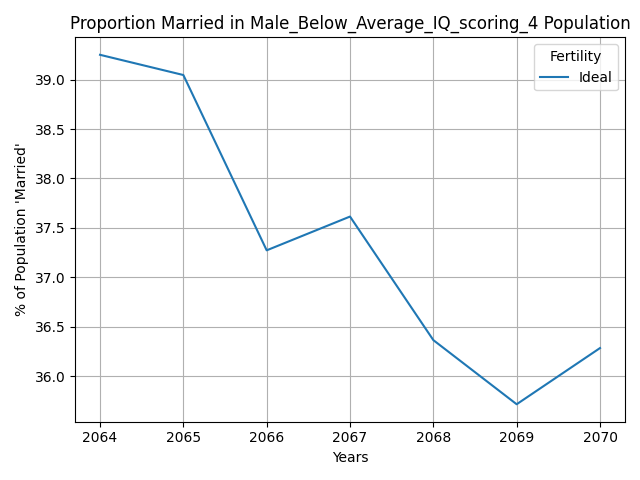 Proportion Married in Male_Below_Average_IQ_scoring_4 Population
Fertility
Ideal
% of Population 'Married'
39.0
38.5
38.0
37.5
37.0
36.5
36.0
2064 2065 2066 2067 2068 2069 2070
Years